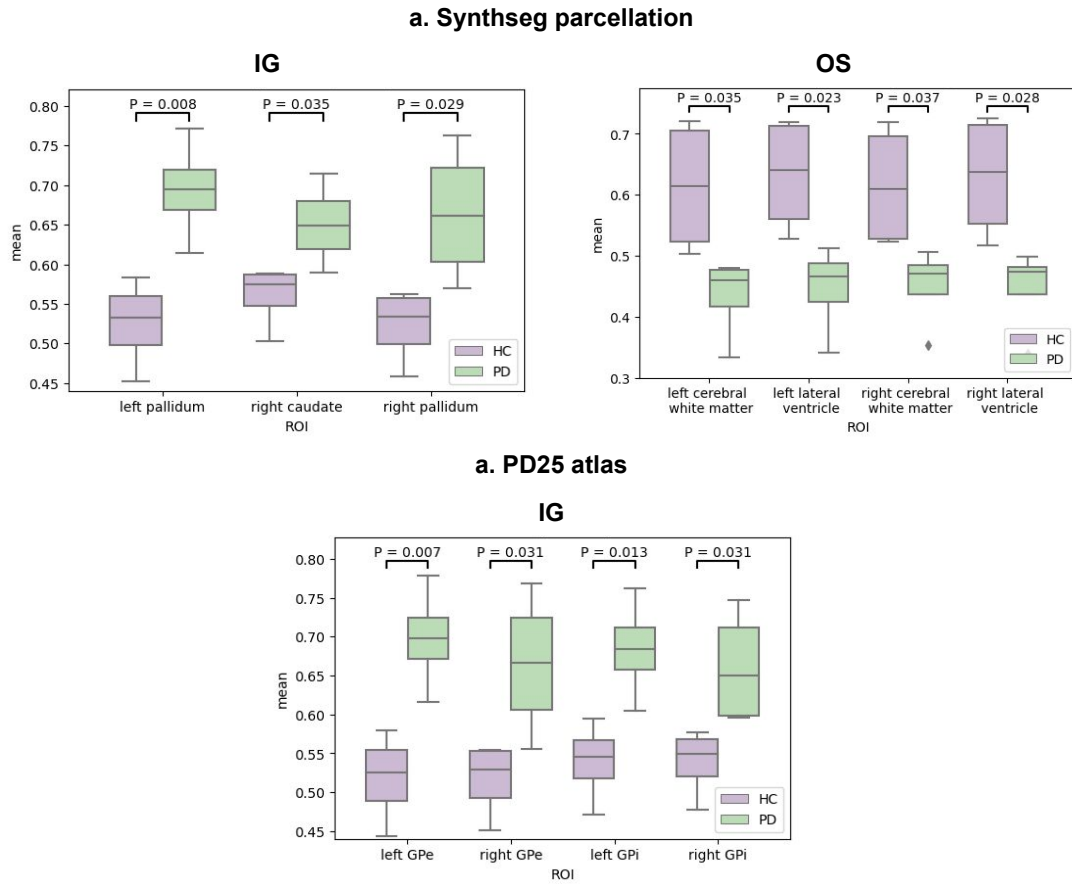 a. Synthseg parcellation
IG
P = 0.008 P = 0.035 P = 0.029
0.80
0.75
0.70
0.65
0.60
0.55
0.50
0.45
mean
HC
PD
left pallidum right caudate right pallidum
ROI
OS
P = 0.035 P = 0.023 P = 0.037 P = 0.028
0.7
0.6
0.5
0.4
0.3
mean
HC
PD
left cerebral left lateral right cerebral right lateral
white matter ventricle white matter ventricle
ROI
a. PD25 atlas
IG
P = 0.007 P = 0.031 P = 0.013 P = 0.031
0.80
0.75
0.70
0.65
0.60
0.55
0.50
0.45
mean
HC
PD
left GPe right GPe left GPi right GPi
ROI